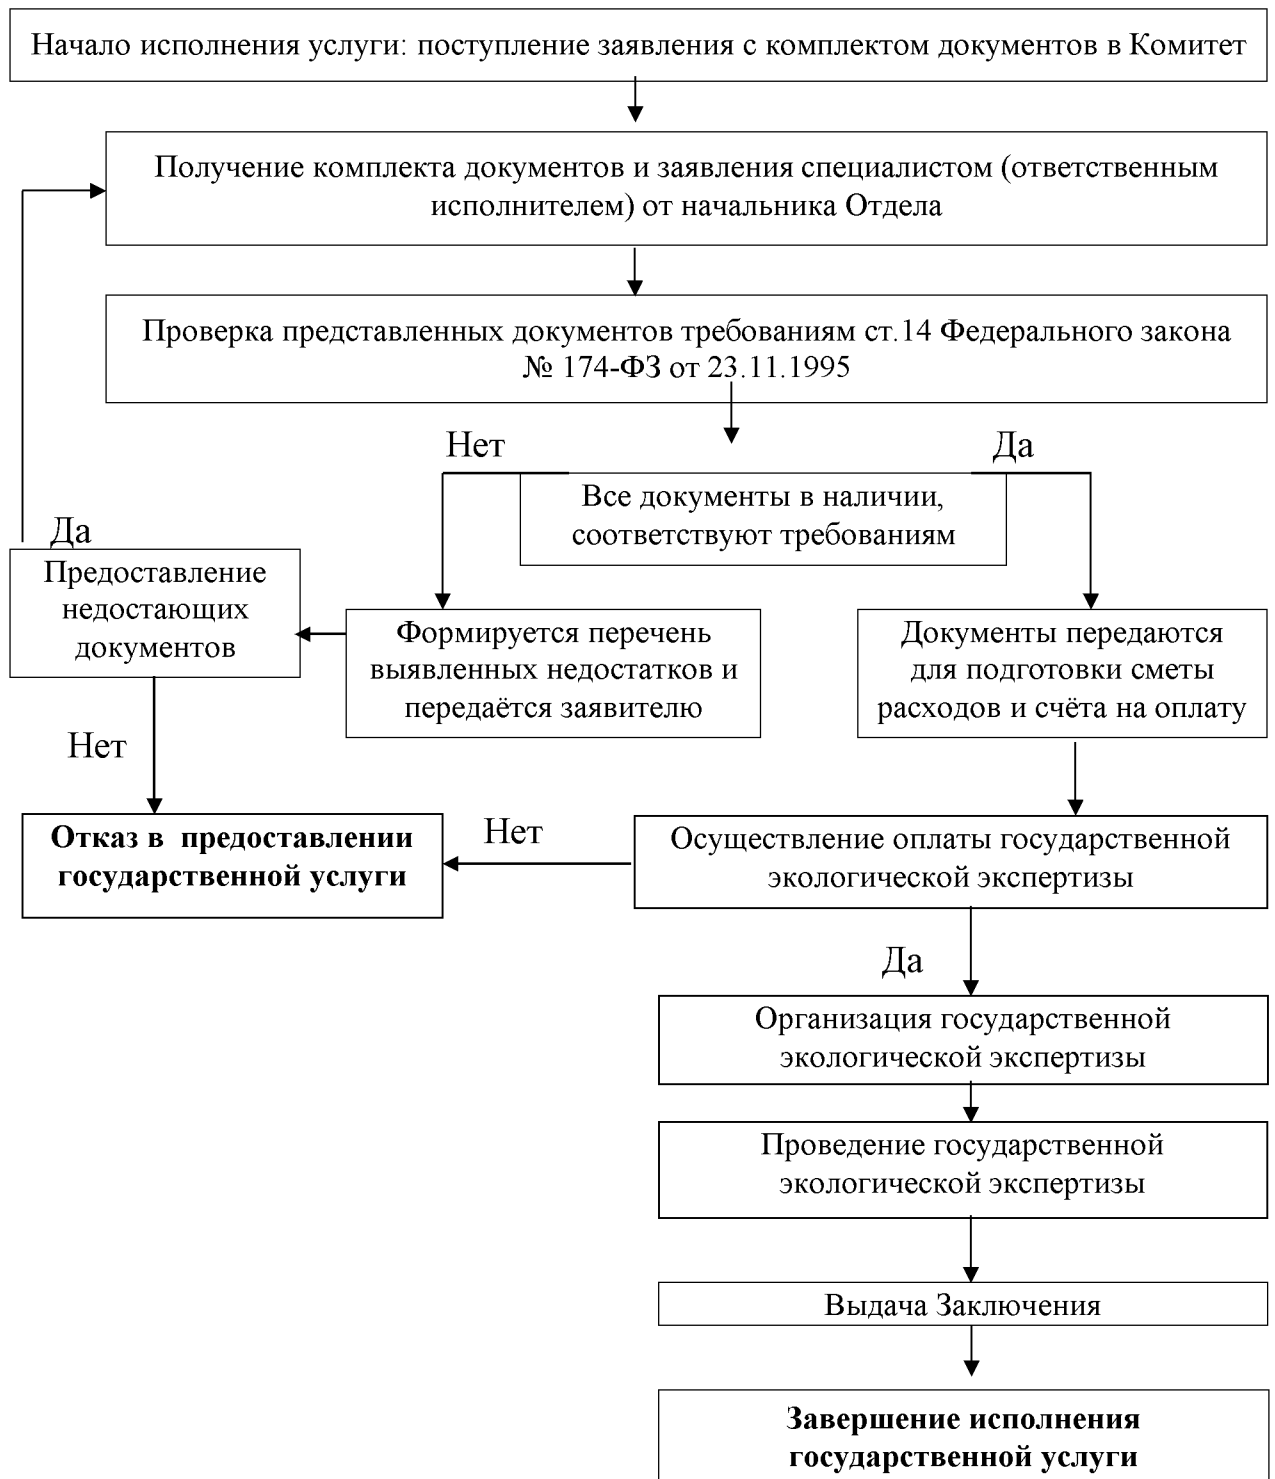 Начало исполнения услуги: поступление заявления с комплектом документов в Комитет
Получение комплекта документов и заявления специалистом (ответственным
исполнителем) от начальника Отдела
Проверка представленных документов требованиям ст.14 Федерального закона
№ 174-ФЗ от 23.11.1995
Нет
Да
Все документы в наличии,
соответствуют требованиям
Да
Предоставление
недостающих
документов
Формируется перечень
выявленных недостатков и
передаётся заявителю
Документы передаются
для подготовки сметы
расходов и счёта на оплату
Нет
Отказ в предоставлении
государственной услуги
Нет
Осуществление оплаты государственной
экологической экспертизы
Да
Организация государственной
экологической экспертизы
Проведение государственной
экологической экспертизы
Выдача Заключения
Завершение исполнения
государственной услуги